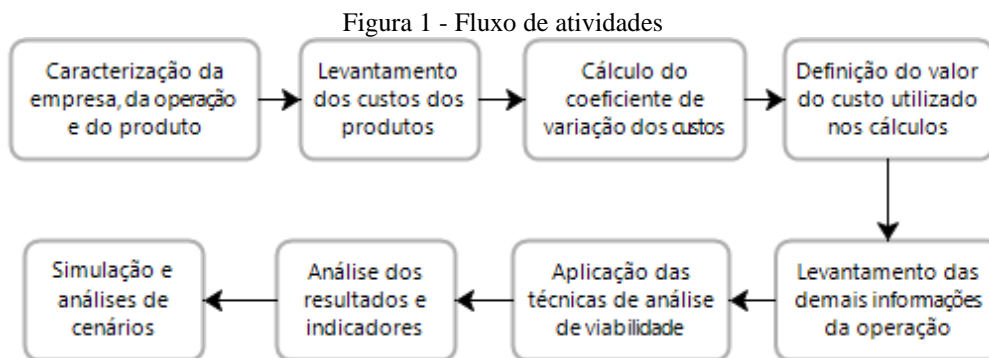 Figura 1 - Fluxo de atividades
Caracterização da
empresa, da operação
e do produto
Levantamento
dos custos dos
produtos
Cálculo do
coeficiente de
variação dos custos
Definição do valor
do custo utilizado
nos cálculos
Levantamento das
demais informações
da operação
Aplicação das
técnicas de análise
de viabilidade
Análise dos
resultados e
indicadores
Simulação e
análises de
cenários